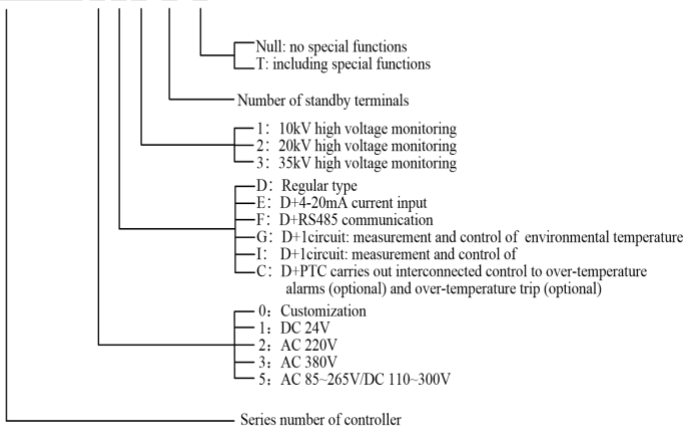 Null: no special functions
T: including special functions
Number of standby terminals
1: 10kV high voltage monitoring
2: 20kV high voltage monitoring
3: 35kV high voltage monitoring
D: Regular type
E: D+4-20mA current input
F: D+RS485 communication
G: D+1circuit: measurement and control of environmental temperature
I: D+1circuit: measurement and control of
C: D+PTC carries out interconnected control to over-temperature
alarms (optional) and over-temperature trip (optional)
0: Customization
1: DC 24V
2: AC 220V
3: AC 380V
5: AC 85~265V/DC 110~300V
Series number of controller